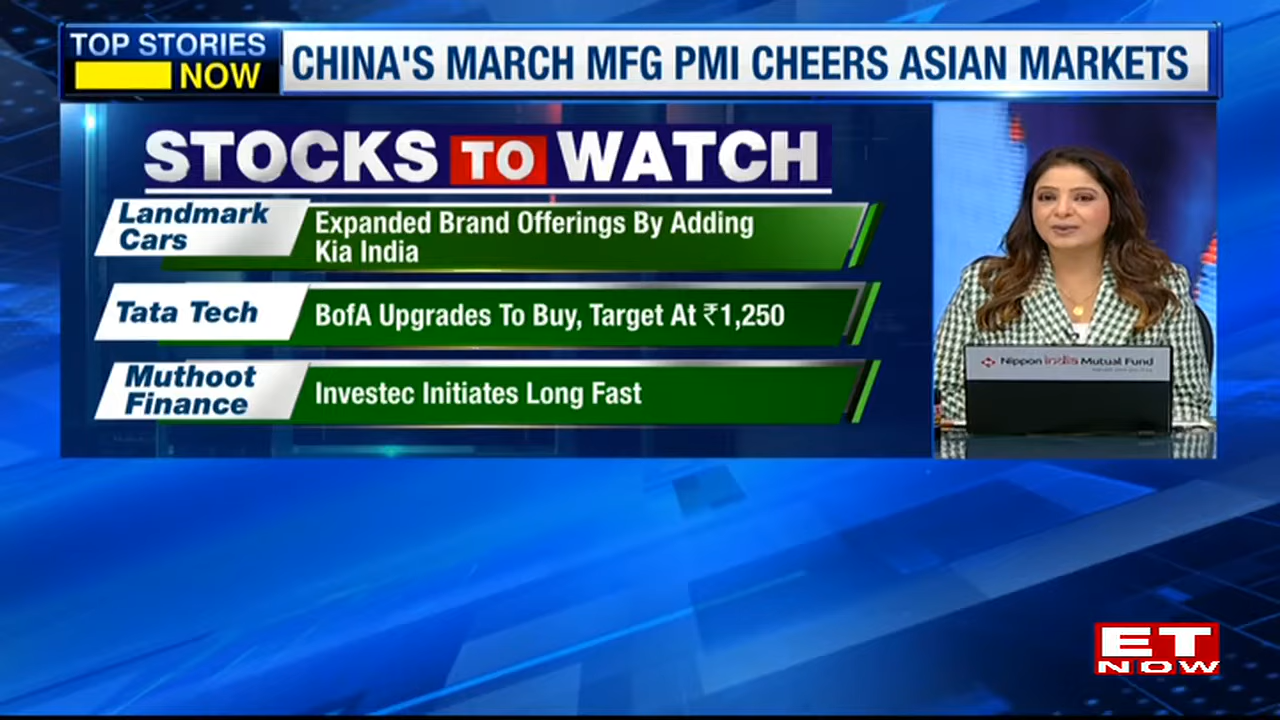 TOP STORIES
NOW
CHINA'S MARCH MFG PMI CHEERS ASIAN MARKETS
STOCKS TO WATCH
Landmark
Cars
Expanded Brand Offerings By Adding
Kia India
Tata Tech
BofA Upgrades To Buy, Target At ₹1,250
Muthoot
Finance
Investec Initiates Long Fast
Nippon india Mutual Fund
ET
NOW